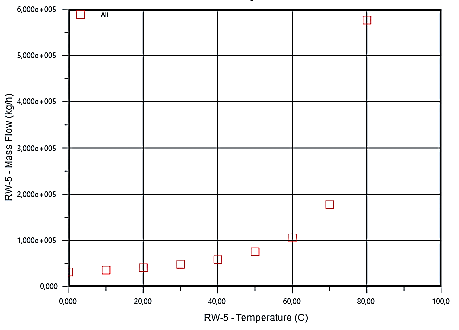 6,000e+005
All
5,000e+005
4,000e+005
3,000e+005
2,000e+005
1,000e+005
0,000
RW-5 - Mass Flow (kg/h)
0,000 20,00 40,00 60,00 80,00 100,0
RW-5 - Temperature (C)